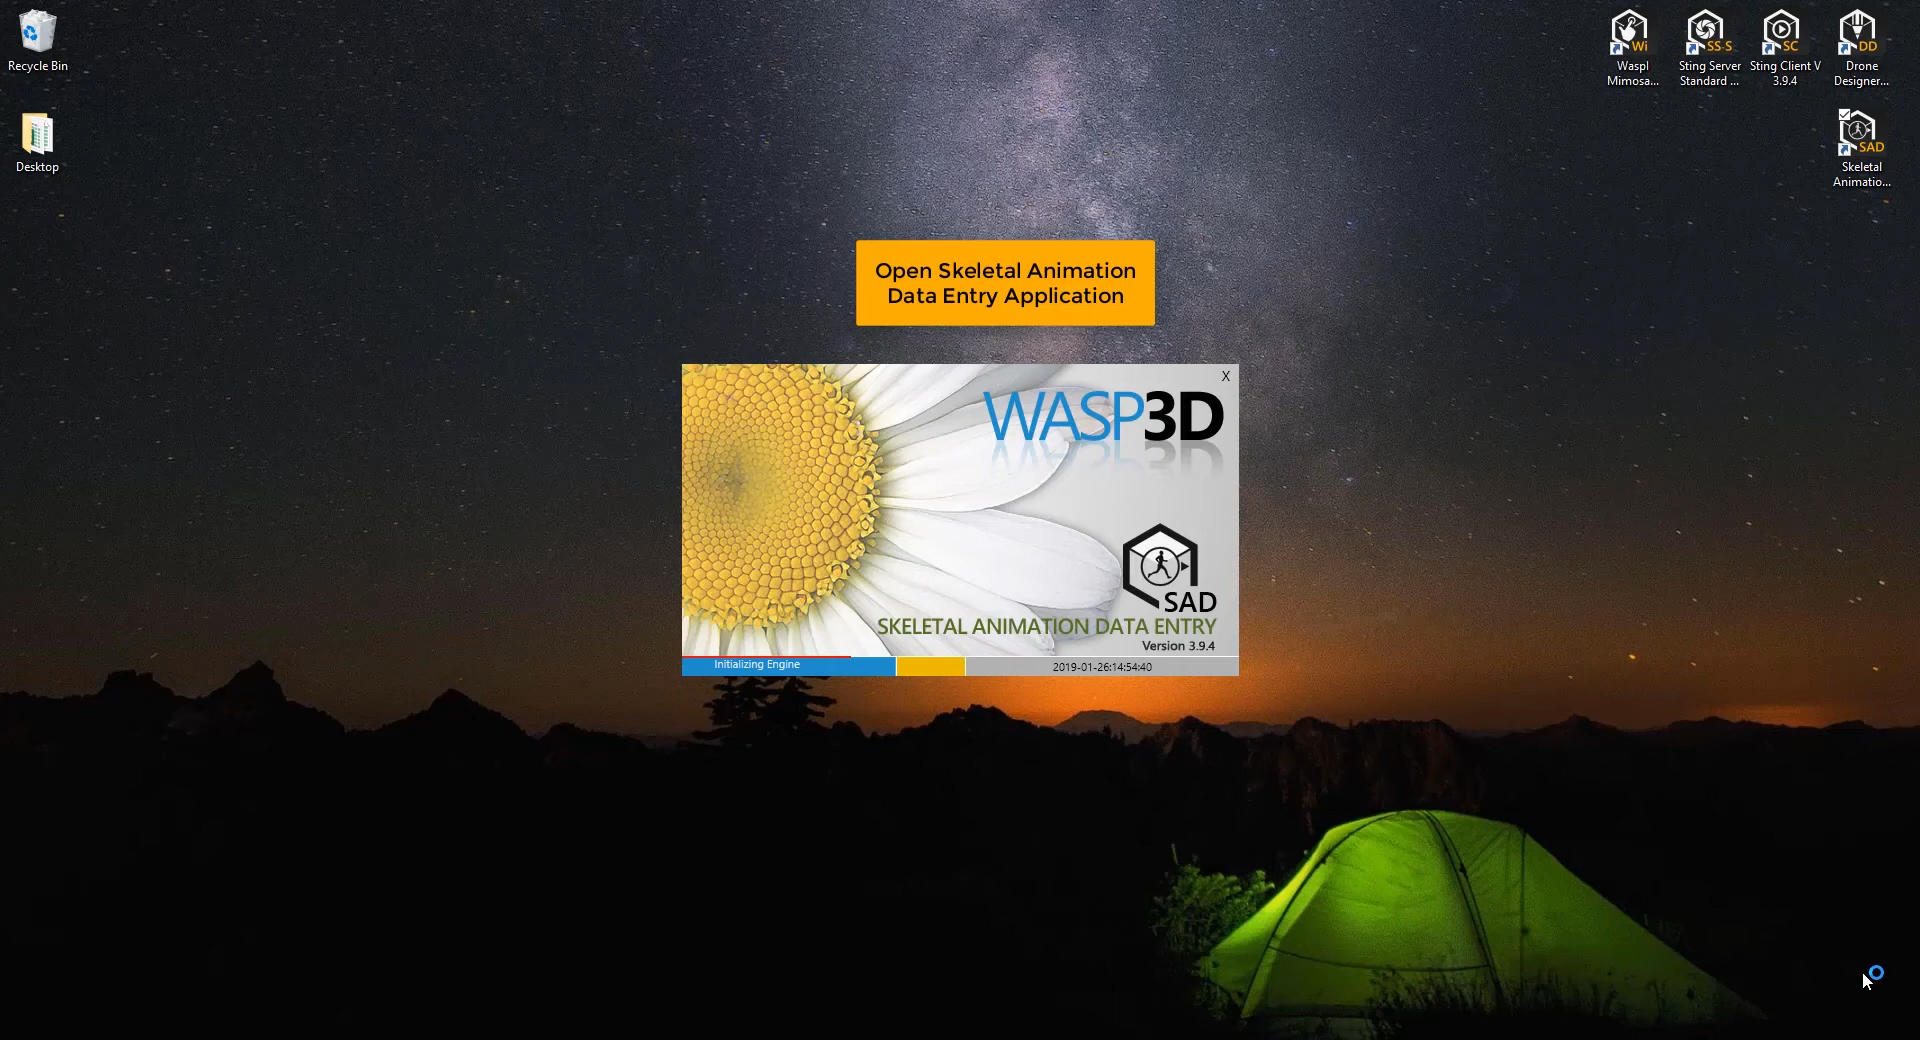 Recycle Bin
Desktop
Wi
WaspI
Mimosa...
SS-S
Sting Server
Standard ...
SC
Sting Client V
3.9.4
DD
Drone
Designer...
SAD
Skeletal
Animatio...
Open Skeletal Animation
Data Entry Application
X
WASP3D
SAD
SKELETAL ANIMATION DATA ENTRY
Version 3.9.4
Initializing Engine
2019-01-26:14:54:40